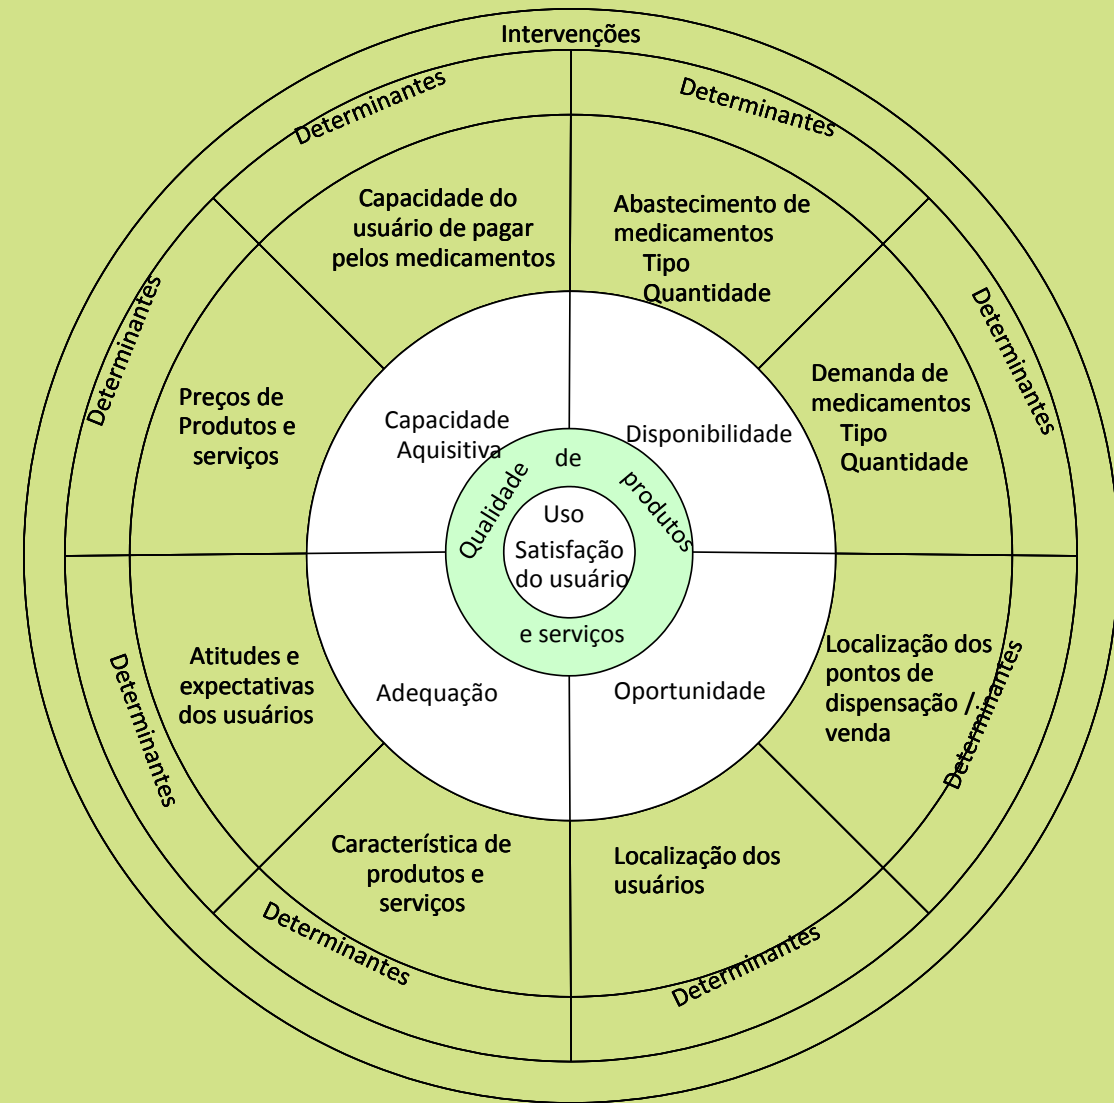 Intervenções
Determinantes
Determinantes
Capacidade do
usuário de pagar
pelos medicamentos
Abastecimento de
medicamentos
Tipo
Quantidade
Determinantes
Determinantes
Preços de
Produtos e
serviços
Demanda de
medicamentos
Tipo
Quantidade
Capacidade
Aquisitiva
Disponibilidade
Qualidade
de
produtos
e serviços
Uso
Satisfação
do usuário
Adequação
Oportunidade
Atitudes e
expectativas
dos usuários
Localização dos
pontos de
dispensação /
venda
Determinantes
Determinantes
Característica de
produtos e
serviços
Localização dos
usuários
Determinantes
Determinantes